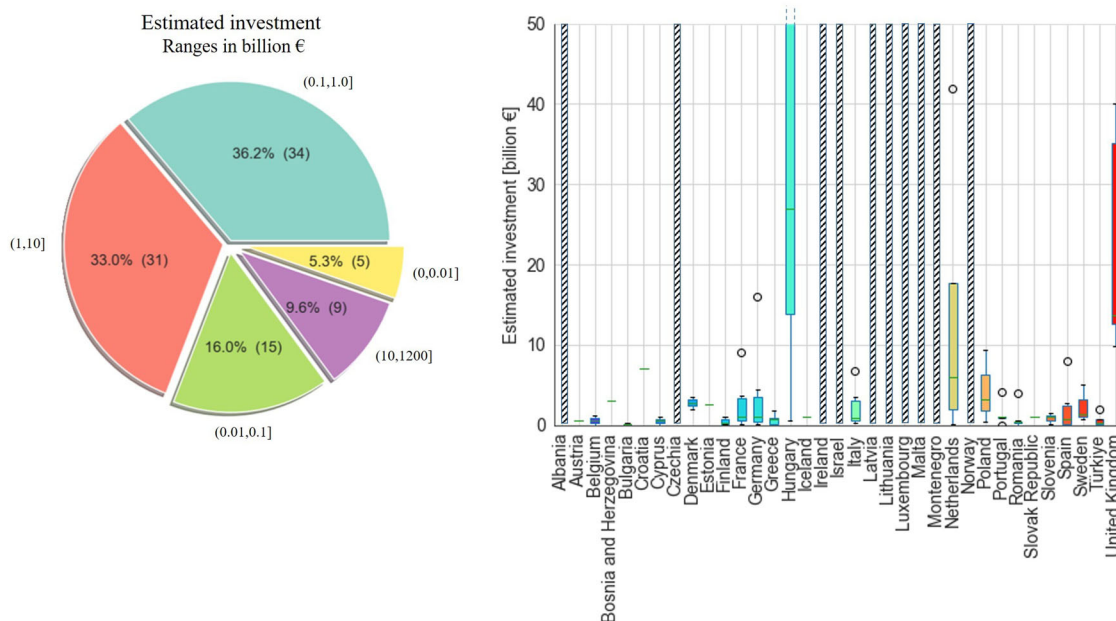 Estimated investment
Ranges in billion €
(0.1,1.0]
36.2% (34)
(1,10]
33.0% (31)
5.3% (5)
(0,0.01]
9.6% (9)
16.0% (15)
(10,1200]
(0.01,0.1]
Estimated investment [billion €]
50
40
30
20
10
0
Albania
Austria
Belgium
Bosnia and Herzegovina
Bulgaria
Croatia
Cyprus
Czechia
Denmark
Estonia
Finland
France
Germany
Greece
Hungary
Iceland
Ireland
Israel
Italy
Latvia
Lithuania
Luxembourg
Malta
Montenegro
Netherlands
Norway
Poland
Portugal
Romania
Slovak Republic
Slovenia
Spain
Sweden
Türkiye
United Kingdom